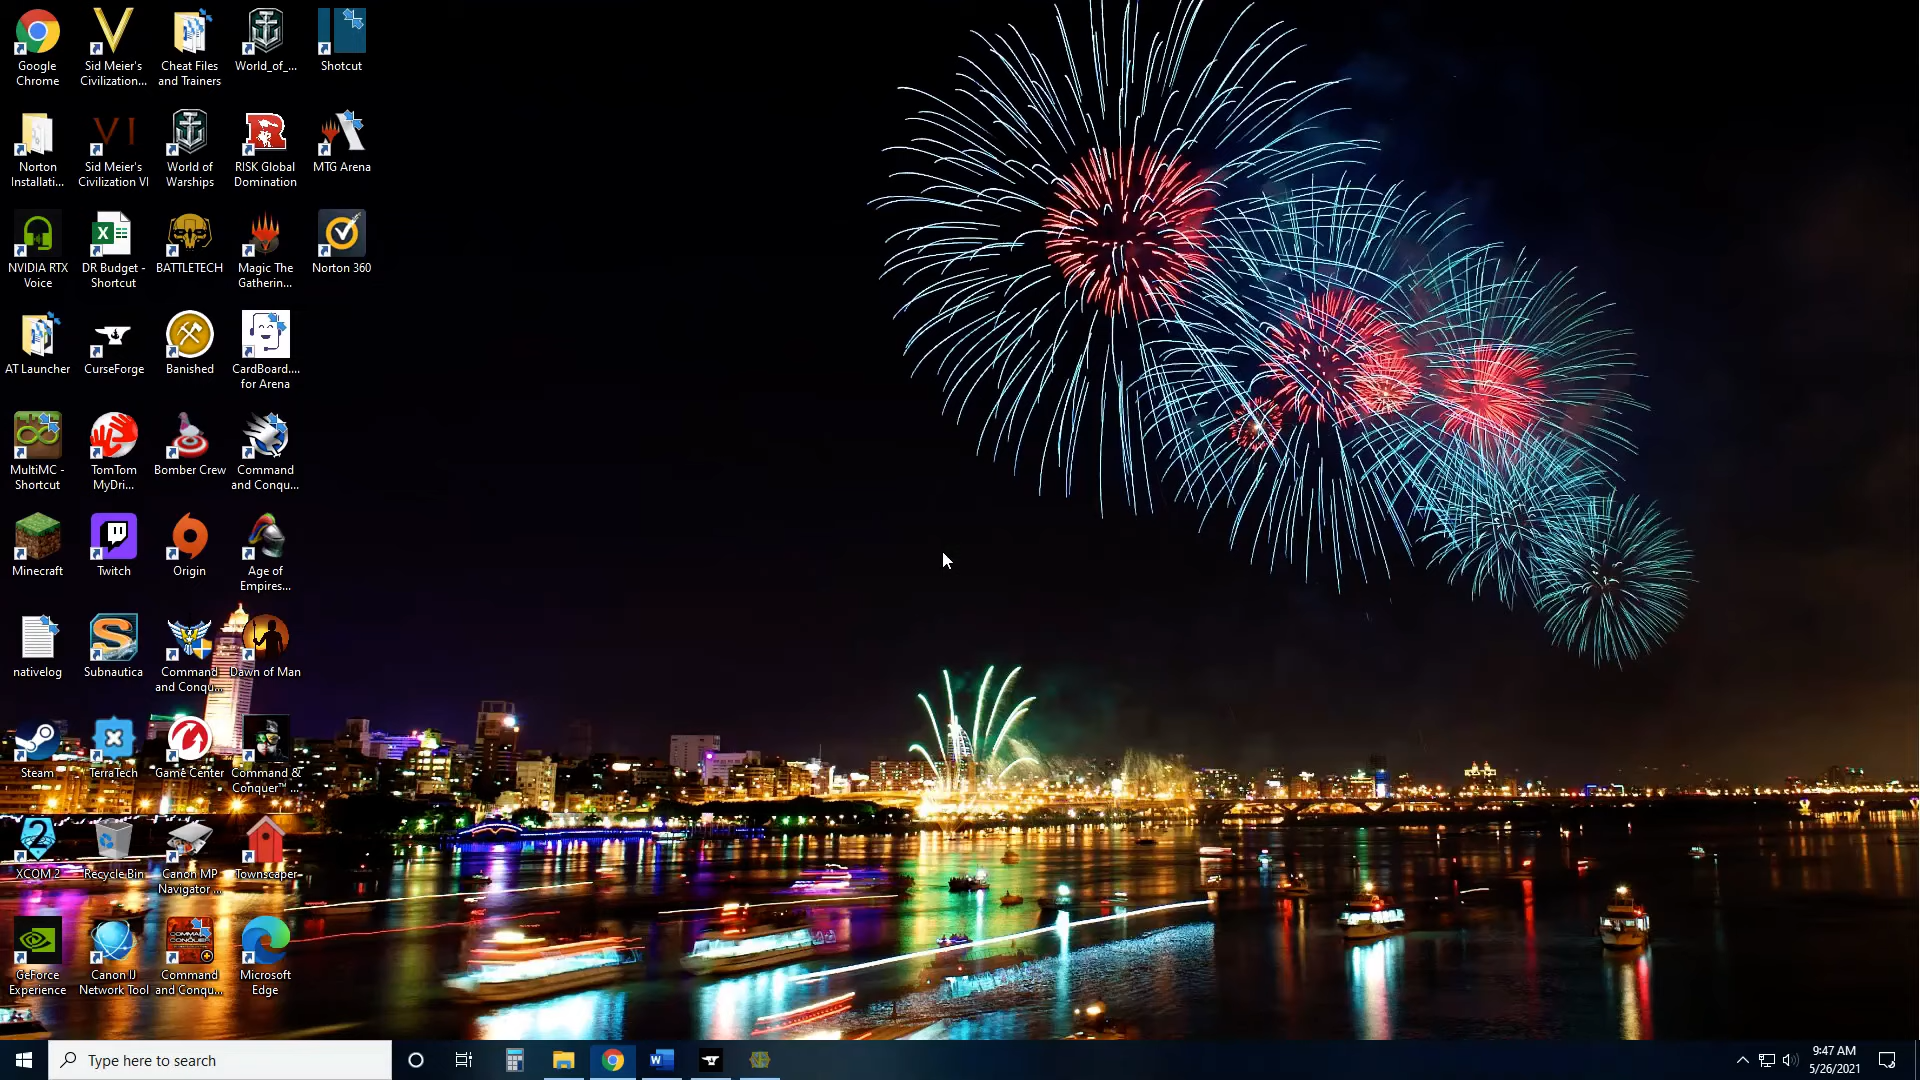 Google
Chrome
Sid Meier's
Civilization...
Cheat Files
and Trainers
World_of_...
Shotcut
Norton
Installati...
Sid Meier's
Civilization VI
World of
Warships
RISK Global
Domination
MTG Arena
NVIDIA RTX
Voice
DR Budget -
Shortcut
BATTLETECH
Magic The
Gatherin...
Norton 360
AT Launcher
CurseForge
Banished
CardBoard....
for Arena
MultiMC -
Shortcut
TomTom
MyDri...
Bomber Crew
Command
and Conqu...
Minecraft
Twitch
Origin
Age of
Empires...
nativelog
Subnautica
Command
and Conqu...
Dawn of Man
Steam
TerraTech
Game Center
Command &
Conquer™ ...
XCOM 2
Recycle Bin
Canon MP
Navigator ...
Townscaper
GeForce
Experience
Canon IJ
Network Tool
Command
and Conqu...
Microsoft
Edge
Type here to search
9:47 AM
5/26/2021